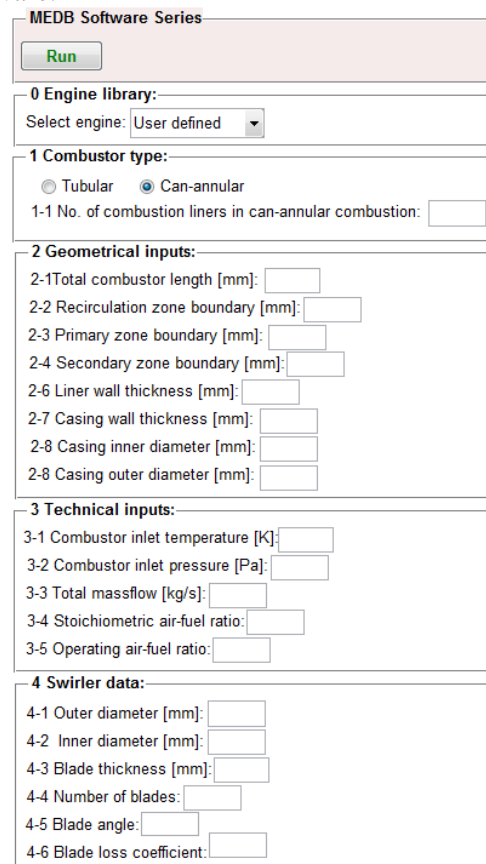 MEDB Software Series
Run
0 Engine library:
Select engine: User defined
1 Combustor type:
Tubular Can-annular
1-1 No. of combustion liners in can-annular combustion:
2 Geometrical inputs:
2-1Total combustor length [mm]:
2-2 Recirculation zone boundary [mm]:
2-3 Primary zone boundary [mm]:
2-4 Secondary zone boundary [mm]:
2-6 Liner wall thickness [mm]:
2-7 Casing wall thickness [mm]:
2-8 Casing inner diameter [mm]:
2-8 Casing outer diameter [mm]:
3 Technical inputs:
3-1 Combustor inlet temperature [K]:
3-2 Combustor inlet pressure [Pa]:
3-3 Total massflow [kg/s]:
3-4 Stoichiometric air-fuel ratio:
3-5 Operating air-fuel ratio:
4 Swirler data:
4-1 Outer diameter [mm]:
4-2 Inner diameter [mm]:
4-3 Blade thickness [mm]:
4-4 Number of blades:
4-5 Blade angle:
4-6 Blade loss coefficient: